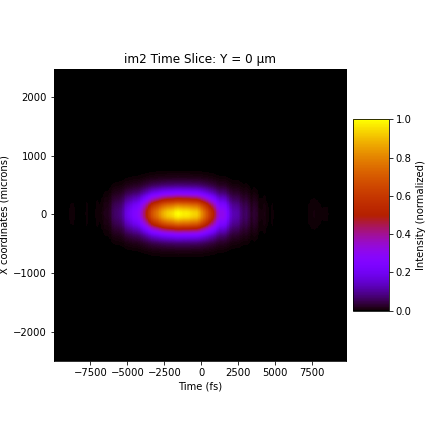 im2 Time Slice: Y = 0 μm
2000
1000
0
−1000
−2000
X coordinates (microns)
−7500 −5000 −2500 0 2500 5000 7500
Time (fs)
1.0
0.8
0.6
0.4
0.2
0.0
Intensity (normalized)